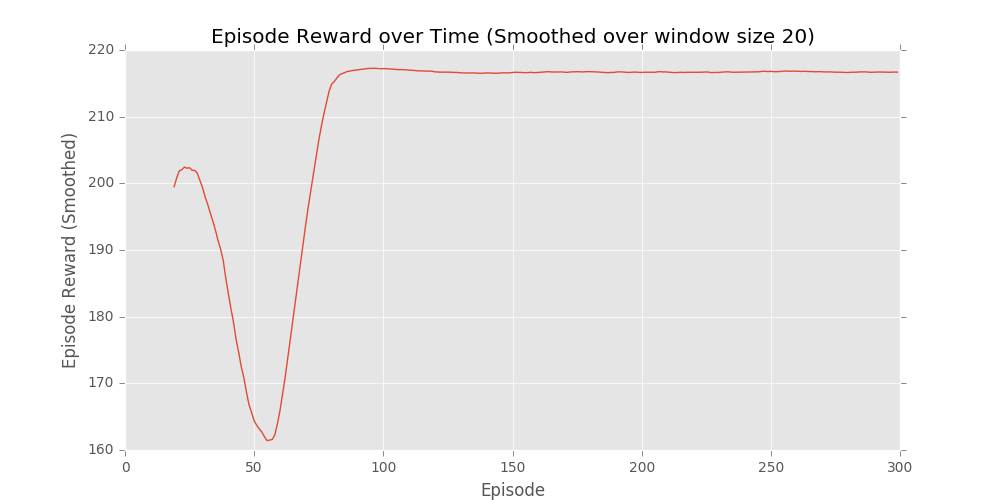 Episode Reward over Time (Smoothed over window size 20)
220
210
200
190
180
170
160
Episode Reward (Smoothed)
0 50 100 150 200 250 300
Episode